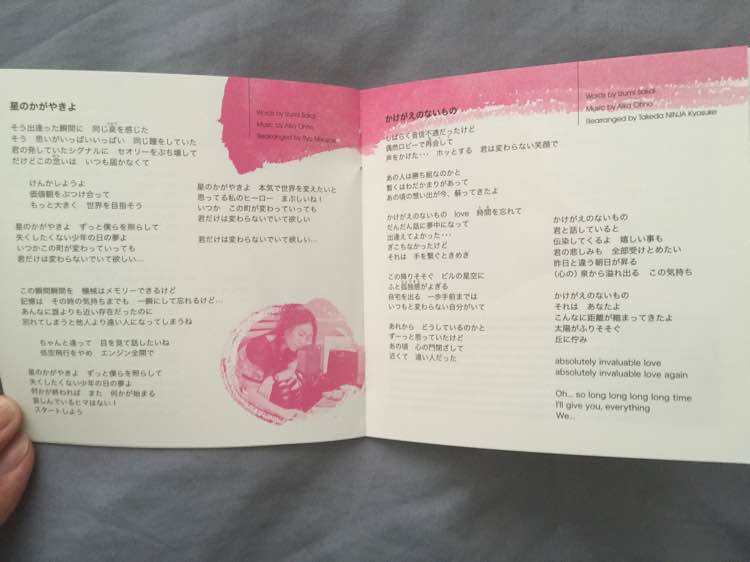 星のかがやきよ
Words by Izumi Sakai
Music by Aika Ohno
Rearranged by
そう出逢った瞬間に　同じ臭を感じた
そう　思いがいっぱいいっぱい　同じ瞳をしていた
君の発していたシグナルに　セオリーをぶち壊して
だけどこの念いは　いつも届かなくて
けんかしようよ
価値観をぶつけ合って
もっと大きく　世界を目指そう
星のかがやきよ　ずっと僕らを照らして
失くしたくない少年の日の夢よ
いつかこの町が変わっていっても
君だけは変わらないでいて欲しい…
この瞬間瞬間を　機械はメモリーできるけど
記憶は　その時の気持ちまでも　一瞬にして忘れるけど…
あんなに誰よりも近い存在だったのに
別れてしまうと他人より遠い人になってしまうね
ちゃんと逢って　目を見て話したいね
低空飛行をやめ　エンジン全開で
星のかがやきよ　ずっと僕らを照らして
失くしたくない少年の日の夢よ
何かが終われば　また　何かが始まる
哀しんでいるヒマはない！
スタートしよう
星のかがやきよ　本気で世界を変えたいと
思ってる私のヒーロー　まぶしいね！
いつか　この町が変わっていっても
君だけは変わらないでいて欲しい
君だけは変わらないでいて欲しい…
かけがえのないもの
Words by Izumi Sakai
Music by Aika Ohno
Rearranged by Takeda NINJA Kyosuke
しばらく音信不通だったけど
偶然ロビーで再会して
声をかけた･･･　ホッとする　君は変わらない笑顔で
あの人は勝ち組なのかと
暫くはわだかまりがあって
あの頃の想い出が今、蘇ってきたよ
かけがえのないもの　love　時間を忘れて
だんだん話に夢中になって
出逢えてよかった･･･
ぎこちなかったけど
それは　手を繋ぐときめき
この降りそそぐ　ビルの星空に
ふと孤独感がよぎる
自宅を出る　一歩手前までは
いつもと変わらない自分がいて
あれから　どうしているのかと
ずーっと思っていたけど
あの頃　心の門閉ざして
近くて　遠い人だった
かけがえのないもの
君と話していると
伝染してくるよ　嬉しい事も
君の悲しみも　全部受けとめたい
昨日と違う朝日が昇る
(心の) 泉から溢れ出る　この気持ち
かけがえのないもの
それは　あなたよ
こんなに距離が縮まってきたよ
太陽がふりそそぐ
丘に佇み
absolutely invaluable love
absolutely invaluable love again
Oh... so long long long long time
I'll give you, everything
We...